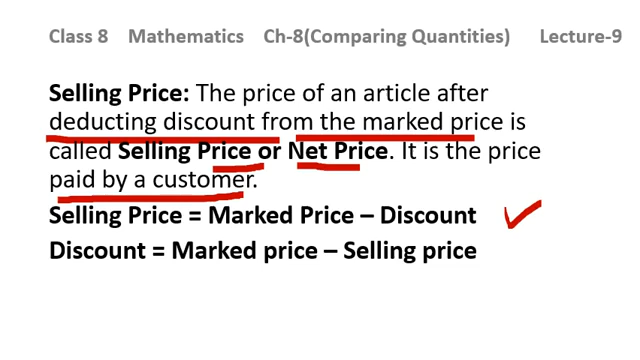 Class 8 Mathematics Ch-8(Comparing Quantities) Lecture-9
Selling Price: The price of an article after
deducting discount from the marked price is
called Selling Price or Net Price. It is the price
paid by a customer.
Selling Price = Marked Price – Discount
Discount = Marked price – Selling price